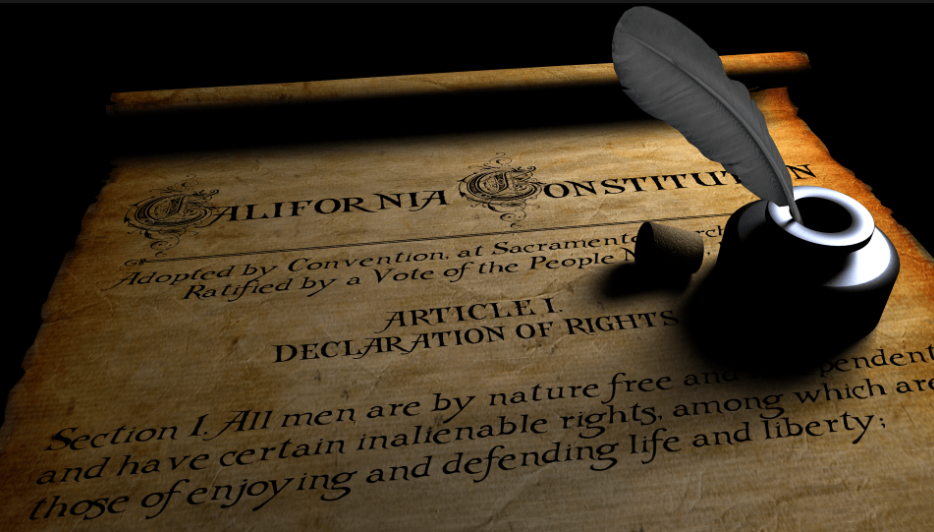 California Constitution
Adopted by Convention, at Sacramento
Ratified by a Vote of the People
ARTICLE I.
DECLARATION OF RIGHTS
Section 1. All men are by nature free and
and have certain inalienable rights, among which are
those of enjoying and defending life and liberty;